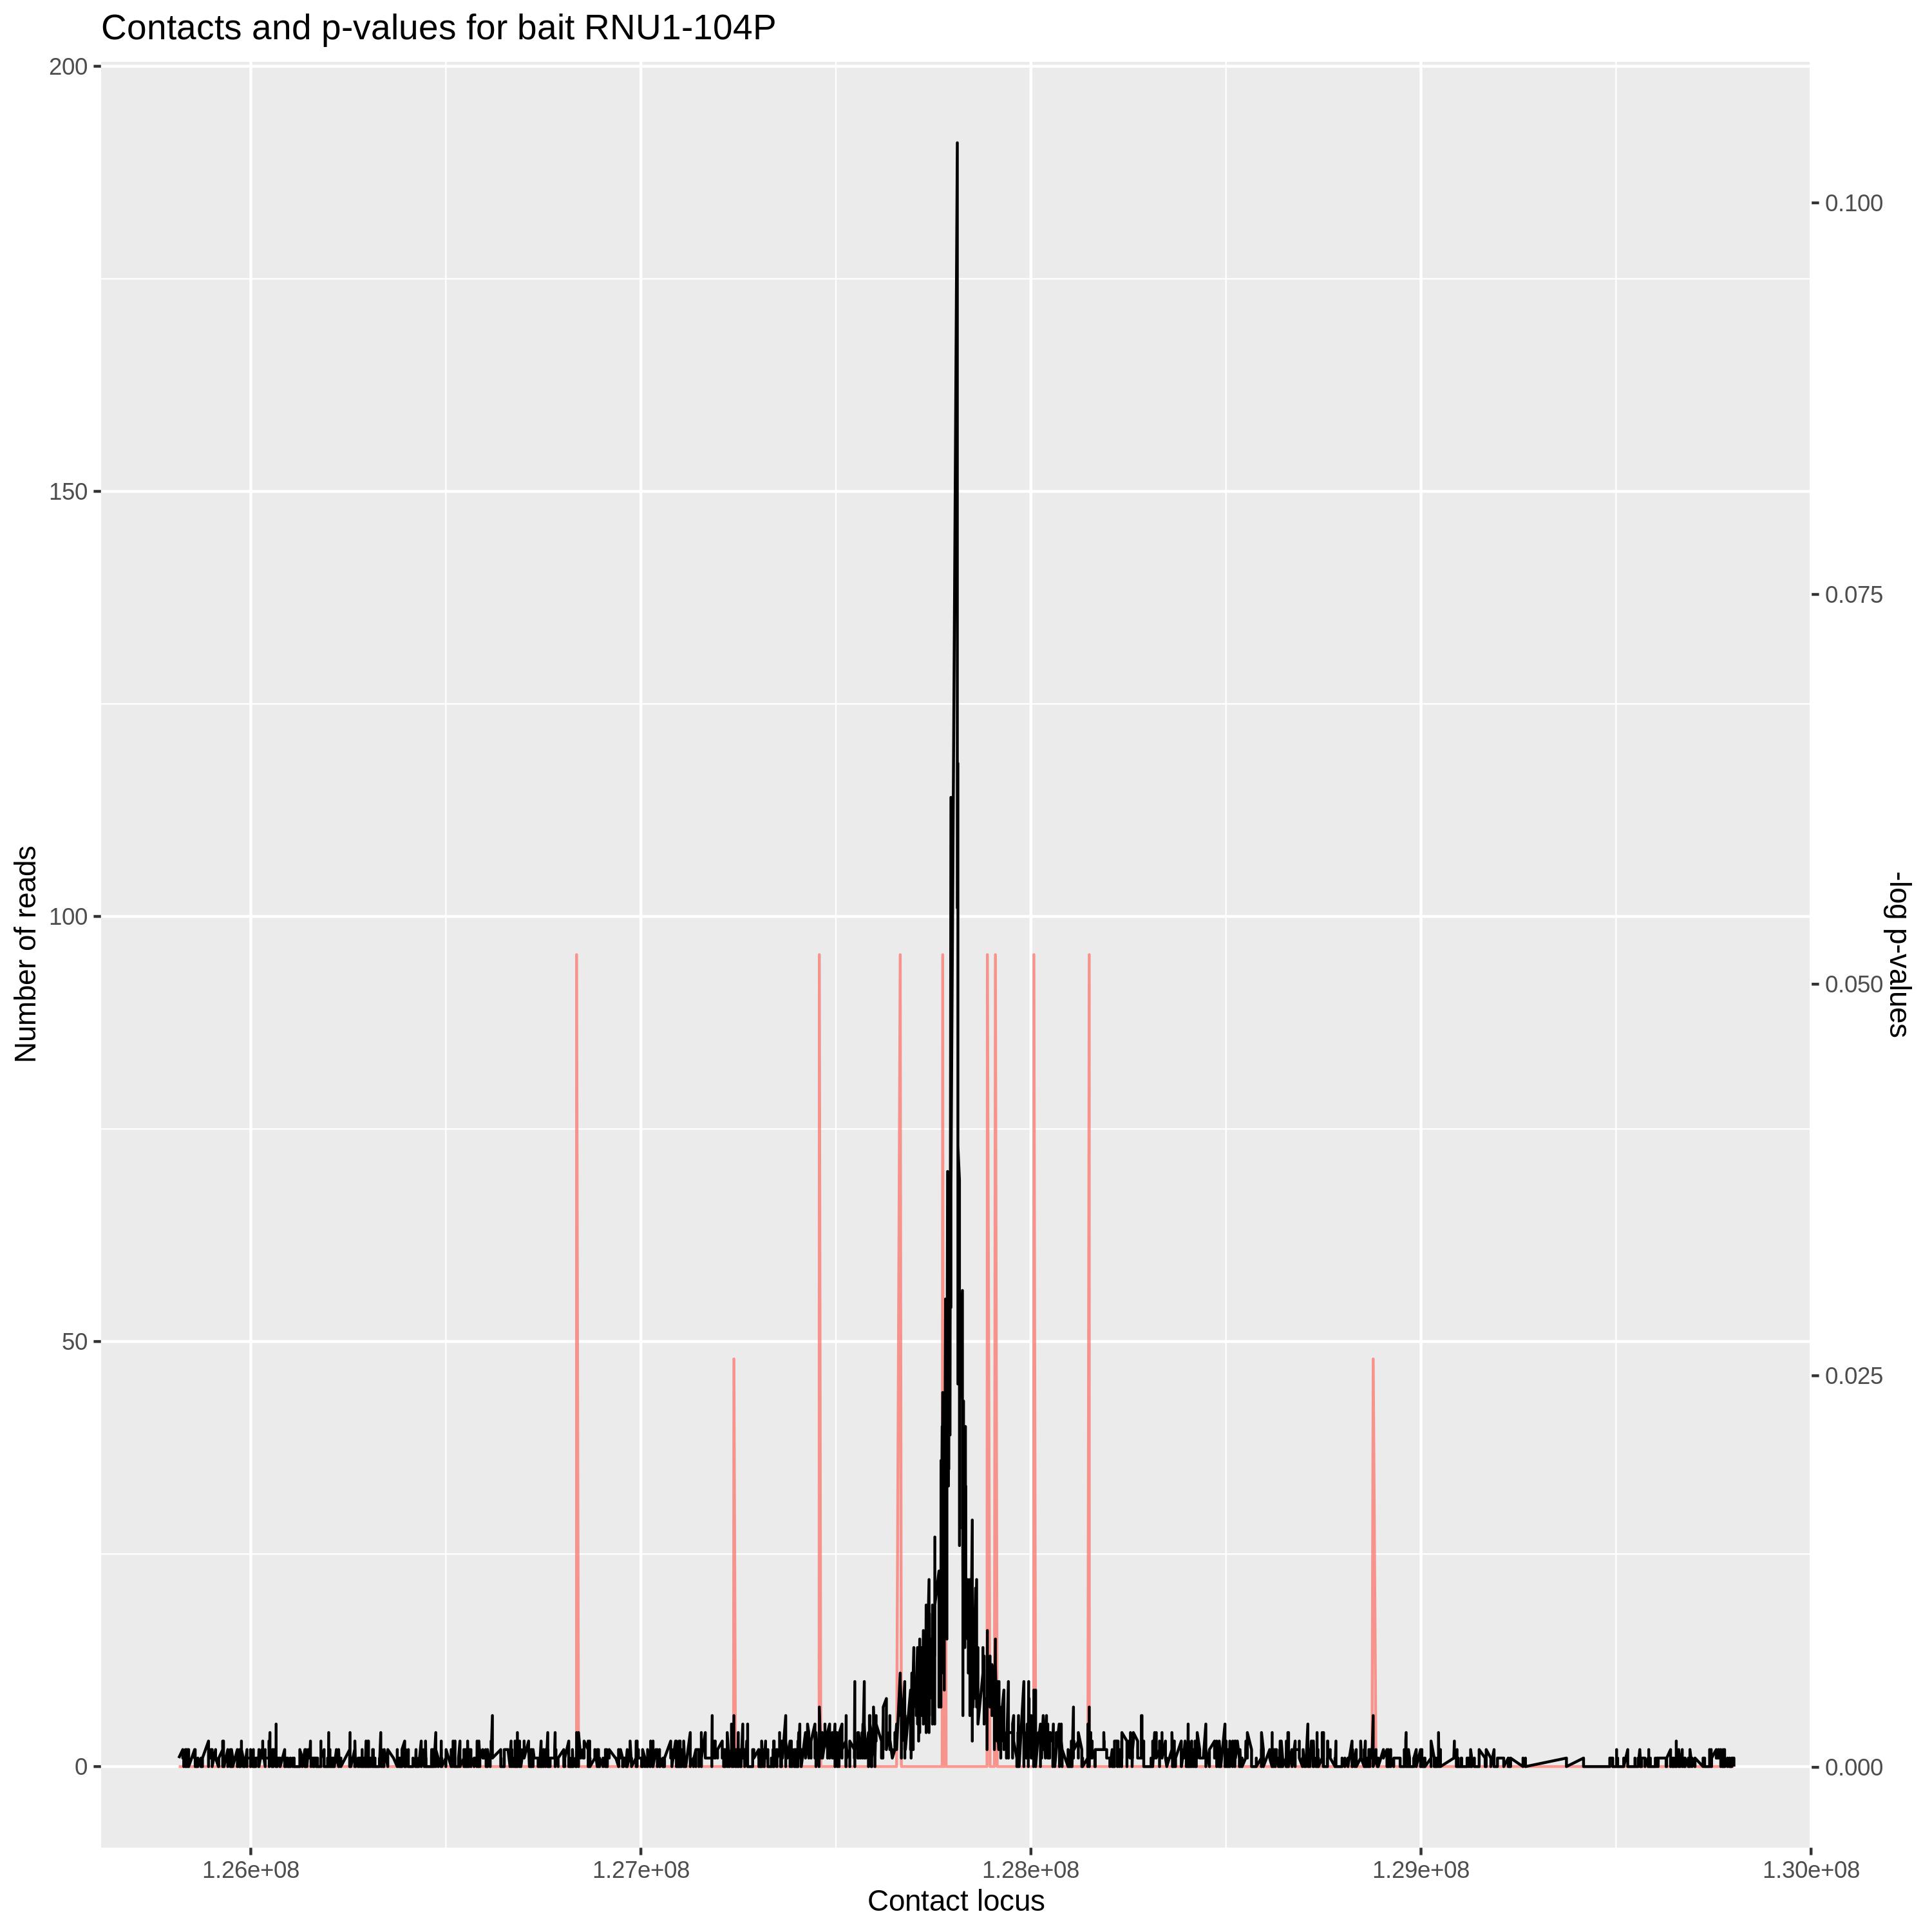 Contacts and p-values for bait RNU1-104P
200
150
100
50
0
Number of reads
0.100
0.075
0.050
0.025
0.000
-log p-values
1.26e+08
1.27e+08
1.28e+08
1.29e+08
1.30e+08
Contact locus